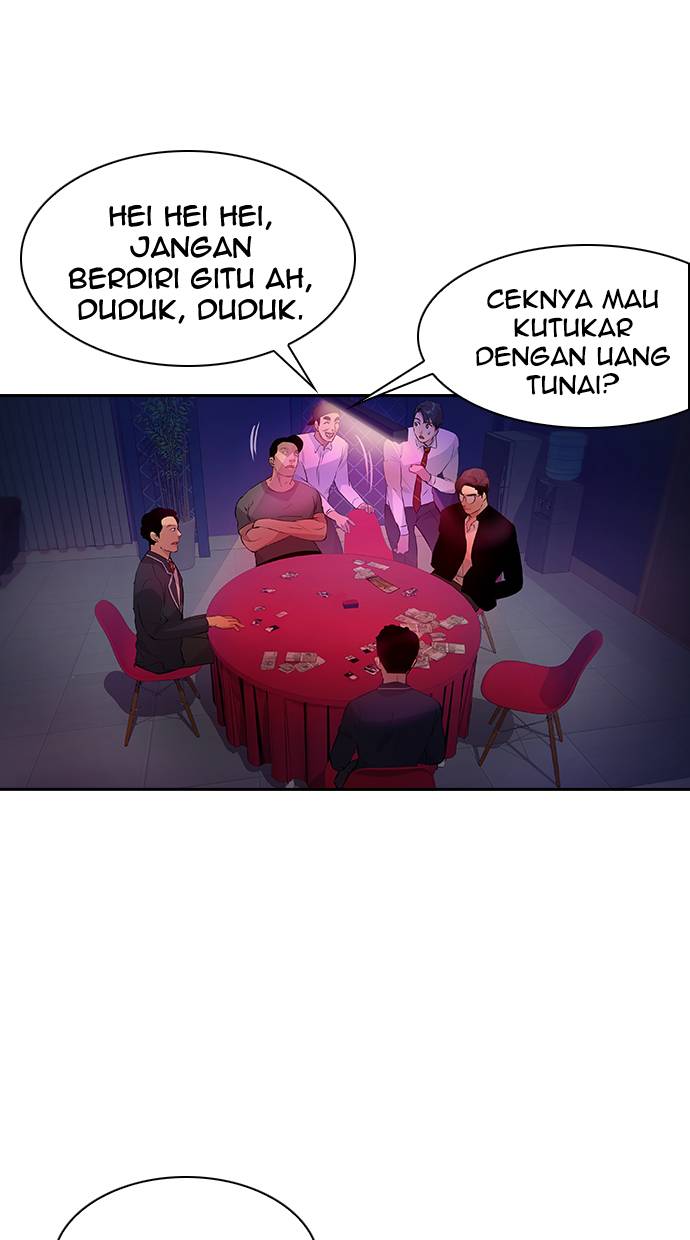 HEI HEI HEI,
JANGAN
BERDIRI GITU AH,
DUDUK, DUDUK.
CEKNYA MAU
KUTUKAR
DENGAN UANG
TUNAI?